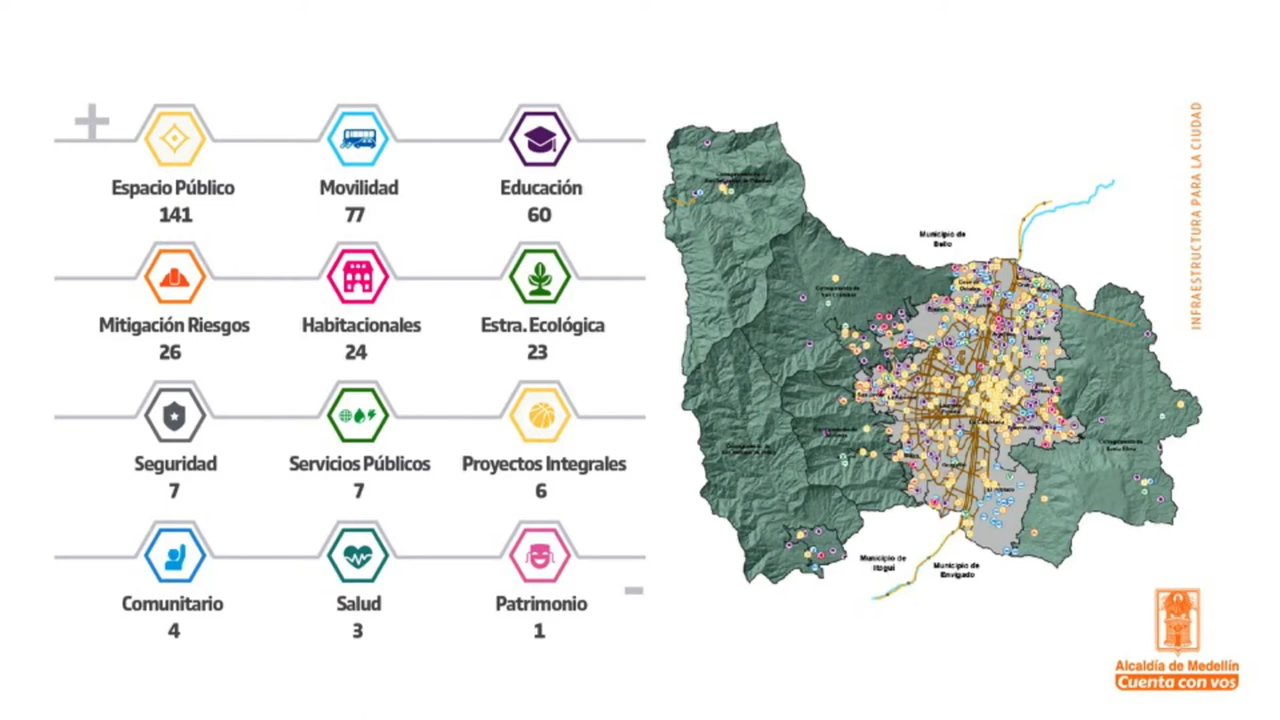 Espacio Público
141
Movilidad
77
Educación
60
Mitigación Riesgos
26
Habitacionales
24
Estra. Ecológica
23
Seguridad
7
Servicios Públicos
7
Proyectos Integrales
6
Comunitario
4
Salud
3
Patrimonio
1
Municipio de
Bello
Municipio de
Itagüí
Municipio de
Envigado
INFRAESTRUCTURA PARA LA CIUDAD
Alcaldía de Medellín
Cuenta con vos